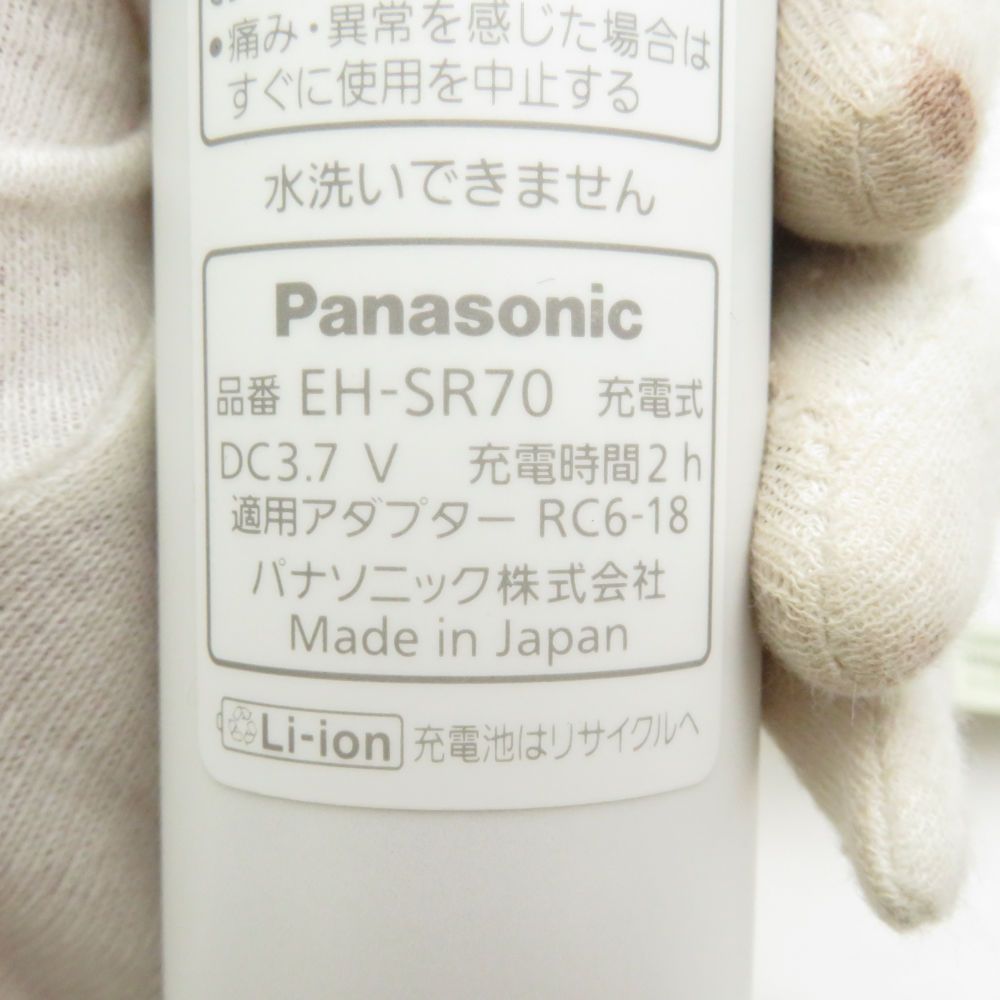 ・痛み・異常を感じた場合は
すぐに使用を中止する
水洗いできません
Panasonic
品番 EH-SR70 充電式
DC3.7 V 充電時間2h
適用アダプター RC6-18
パナソニック株式会社
Made in Japan
Li-ion 充電池はリサイクルへ